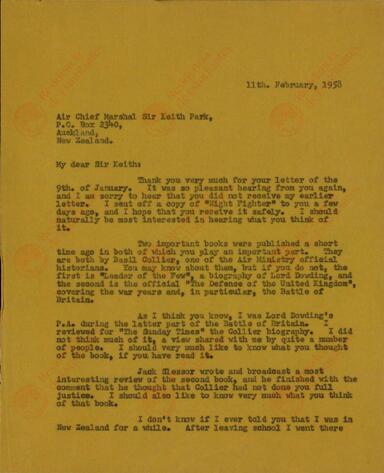 11th. February, 1958
Air Chief Marshal Sir Keith Park,
P.O. Box 2340,
Auckland,
New Zealand.
My dear Sir Keith:
Thank you very much for your letter of the
9th. of January. It was so pleasant hearing from you again,
and I am sorry to hear that you did not receive my earlier
letter. I sent off a copy of "Night Fighter" to you a few
days ago, and I hope that you receive it safely. I should
naturally be most interested in hearing what you think of
it.
Two important books were published a short
time ago in both of which you play an important part. They
are both by Basil Collier, one of the Air Ministry official
historians. You may know about them, but if you do not, the
first is "Leader of the Few", a biography of Lord Dowding, and
the second is the official "The Defense of the United Kingdom",
covering the war years and, in particular, the Battle of
Britain.
As I think you know, I was Lord Dowding's
P.A. during the latter part of the Battle of Britain. I
reviewed for "The Sunday Times" the Collier biography. I did
not think much of it, a view shared with me by quite a number
of people. I should very much like to know what you thought
of the book, if you have read it.
Jack Slessor wrote and broadcast a most
interesting review of the second book, and he finished with the
comment that he thought that Collier had not done you full
justice. I should also like to know very much what you think
of that book.
I don't know if I ever told you that I was in
New Zealand for a while. After leaving school I went there